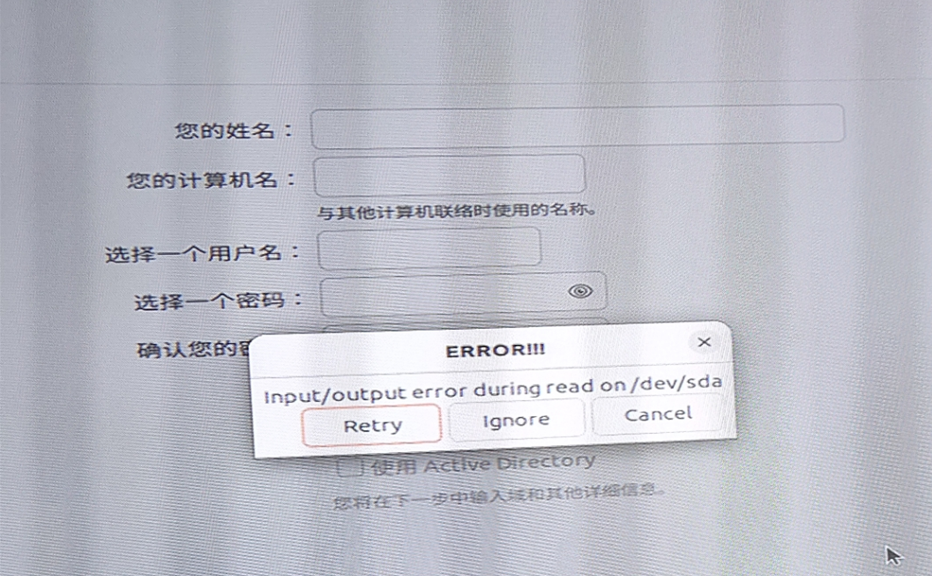 您的姓名：
您的计算机名：
与其他计算机联络时使用的名称。
选择一个用户名：
选择一个密码：
确认您的密
ERROR!!!
Input/output error during read on /dev/sda
Retry Ignore Cancel
使用 Active Directory
您将在下一步中输入域和其他详细信息。